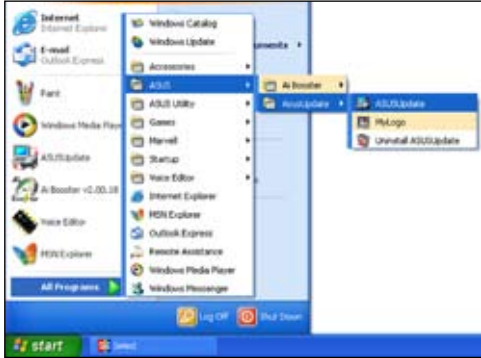 Internet
Internet Explorer
E-mail
Outlook Express
Paint
Windows Media Play
ASUSUpdate
Ai Booster v2.00.18
Voice Editor
MSN Explorer
All Programs
Windows Catalog
Windows Update
Accessories
ASUS
ASUS Utility
Games
Marvell
Startup
Voice Editor
Internet Explorer
MSN Explorer
Outlook Express
Remote Assistance
Windows Media Player
Windows Messenger
uments
Ai Booster
AsusUpdate
ASUSUpdate
MyLogo
Uninstall ASUSUpdate
Log Off
Shut Down
start